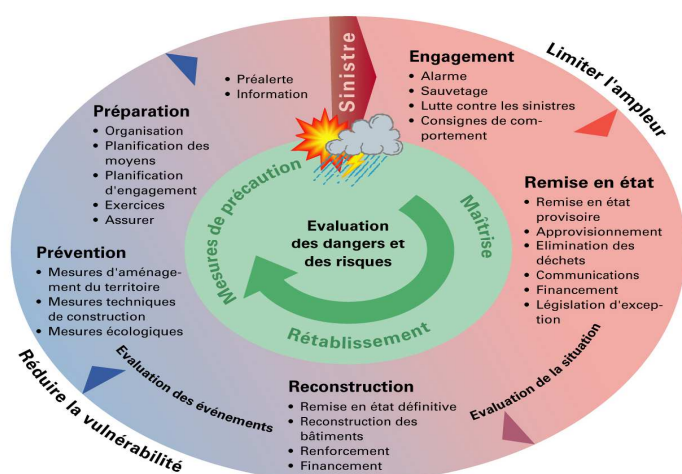 Sinistre
• Préalerte
• Information
Engagement
• Alarme
• Sauvetage
• Lutte contre les sinistres
• Consignes de com-
portement
Limiter l'ampleur
Remise en état
• Remise en état
provisoire
• Approvisionnement
• Elimination des
déchets
• Communications
• Financement
• Législation d'excep-
tion
Evaluation de la situation
Reconstruction
• Remise en état définitive
• Reconstruction des
bâtiments
• Renforcement
• Financement
Evaluation des événements
Réduire la vulnérabilité
Prévention
• Mesures d'aménage-
ment du territoire
• Mesures techniques
de construction
• Mesures écologiques
Préparation
• Organisation
• Planification des
moyens
• Planification
d'engagement
• Exercices
• Assurer
Mesures de précaution
Maîtrise
Rétablissement
Evaluation
des dangers et
des risques